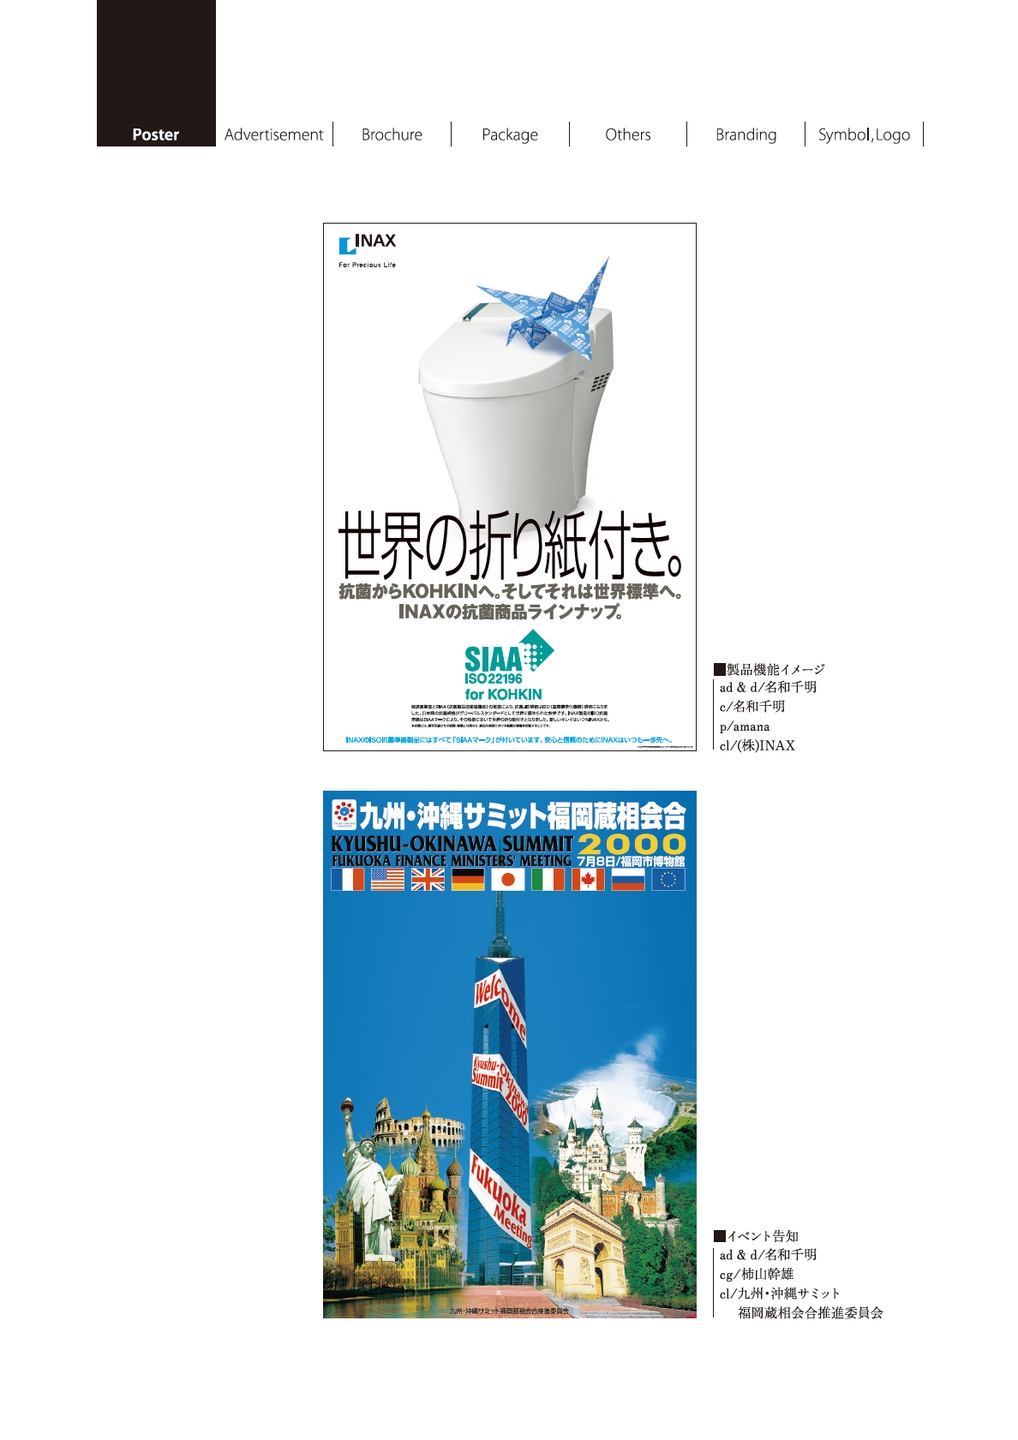 Poster
Advertisement
Brochure
Package
Others
Branding
Symbol,Logo
INAX
For Precious Life
SIAA
世界の折り紙付き。
抗菌からKOHKINへ。そしてそれは世界標準へ。
INAXの抗菌商品ラインナップ。
SIAA
ISO22196
for KOHKIN
INAXのISO抗菌準拠製品にはすべて「SIAAマーク」が付いています。安心と信頼のためにINAXはいつも一歩先へ。
■製品機能イメージ
ad & d/名和千明
c/名和千明
p/amana
cl/(株)INAX
九州・沖縄サミット福岡蔵相会合
KYUSHU-OKINAWA SUMMIT 2000
FUKUOKA FINANCE MINISTERS' MEETING 7月8日/福岡市博物館
Welcome
Kyushu-Okinawa
Summit 2000
Fukuoka
Meeting
九州・沖縄サミット福岡蔵相会合推進委員会
■イベント告知
ad & d/名和千明
cg/柿山幹雄
cl/九州・沖縄サミット
福岡蔵相会合推進委員会